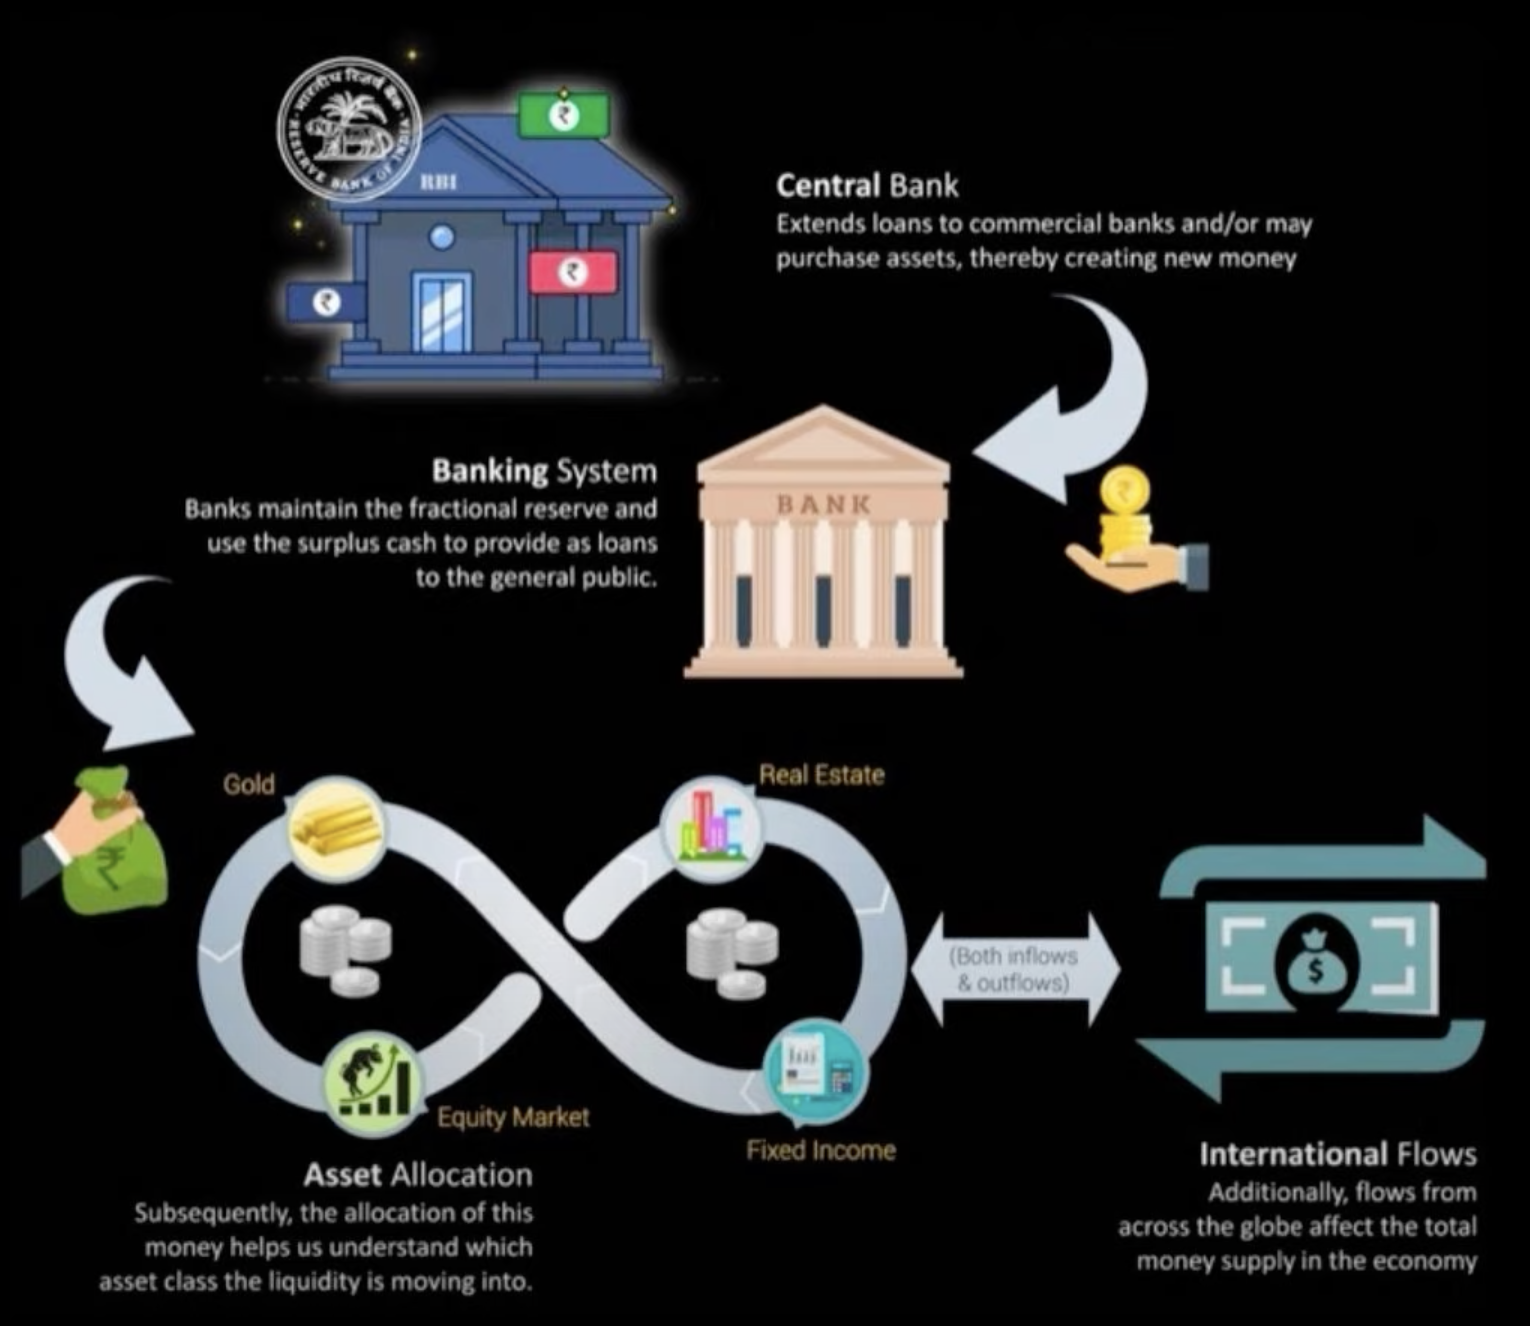 भारतीय रिज़र्व बैंक
RESERVE BANK OF INDIA
RBI
₹
₹
₹
Central Bank
Extends loans to commercial banks and/or may
purchase assets, thereby creating new money
Banking System
Banks maintain the fractional reserve and
use the surplus cash to provide as loans
to the general public.
BANK
₹
₹
Gold
Real Estate
(Both inflows
& outflows)
$
Equity Market
Fixed Income
Asset Allocation
Subsequently, the allocation of this
money helps us understand which
asset class the liquidity is moving into.
International Flows
Additionally, flows from
across the globe affect the total
money supply in the economy